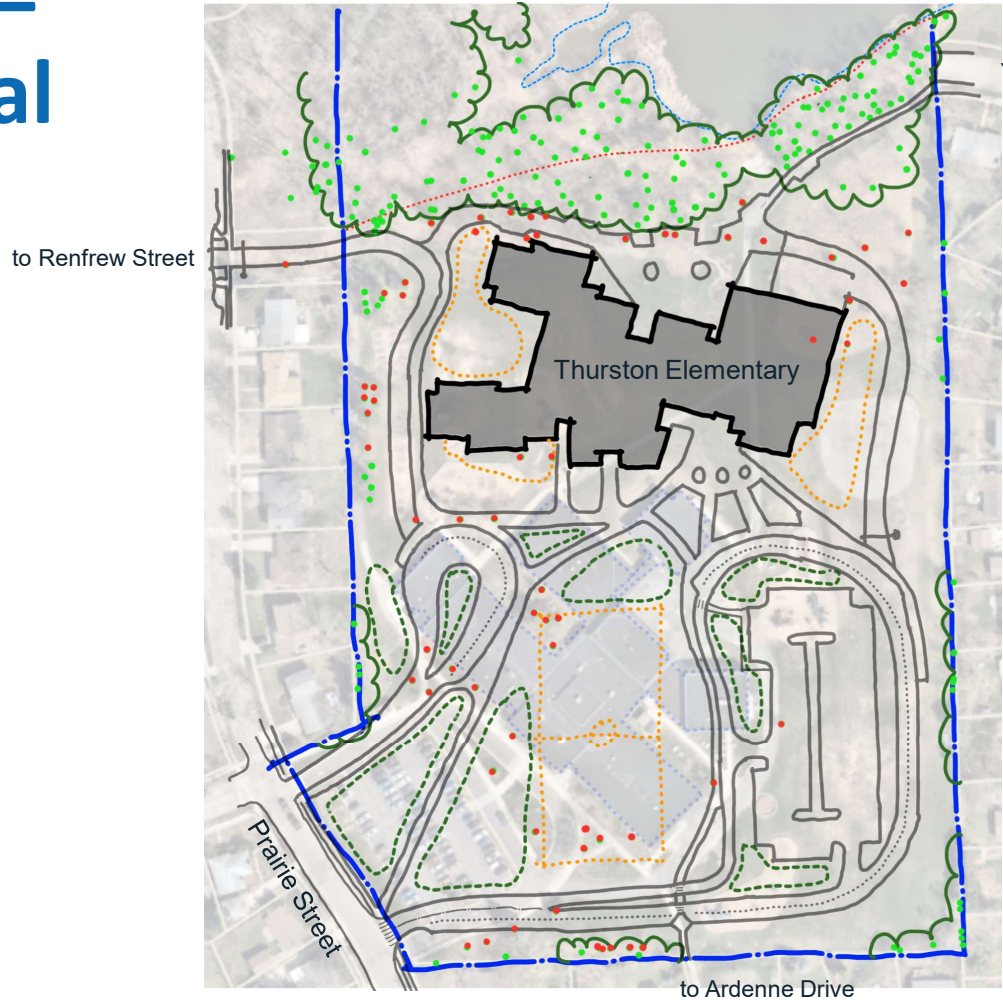 al
to Renfrew Street
Thurston Elementary
Prairie Street
to Ardenne Drive